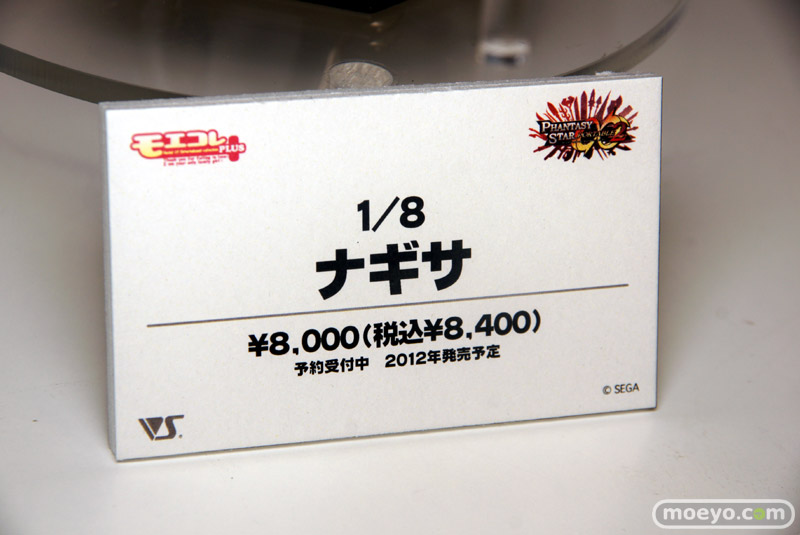 モエコレ
PLUS
PHANTASY
STAR PORTABLE
1/8
ナギサ
¥8,000(税込¥8,400)
予約受付中 2012年発売予定
© SEGA
VS
moeyo.com